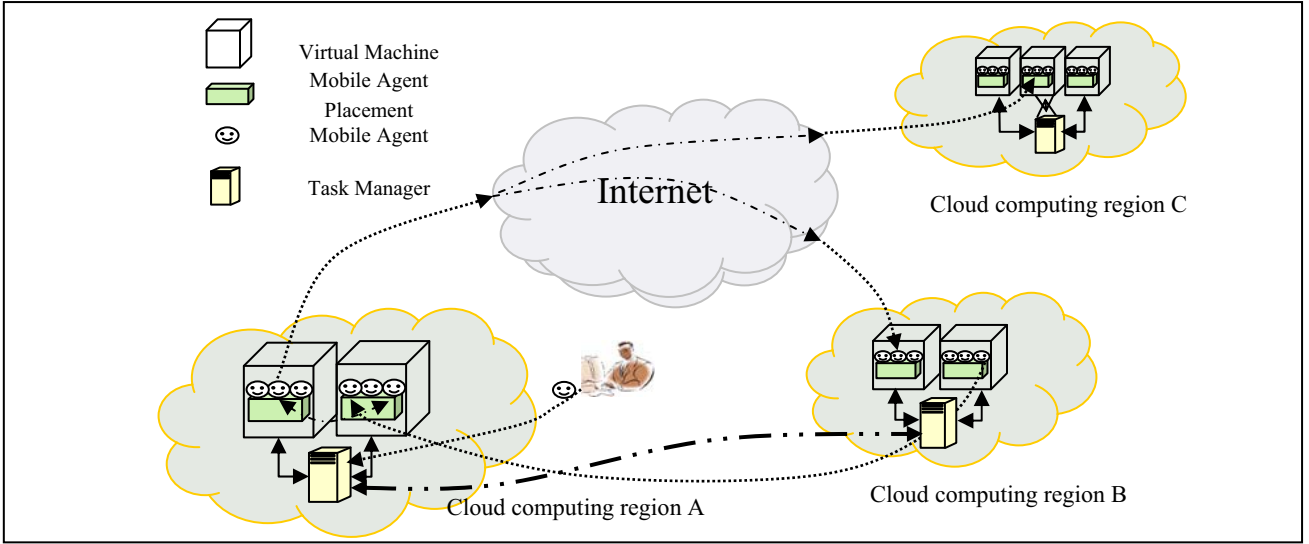 Virtual Machine
Mobile Agent
Placement
Mobile Agent
Task Manager
Internet
Cloud computing region C
Cloud computing region A
Cloud computing region B